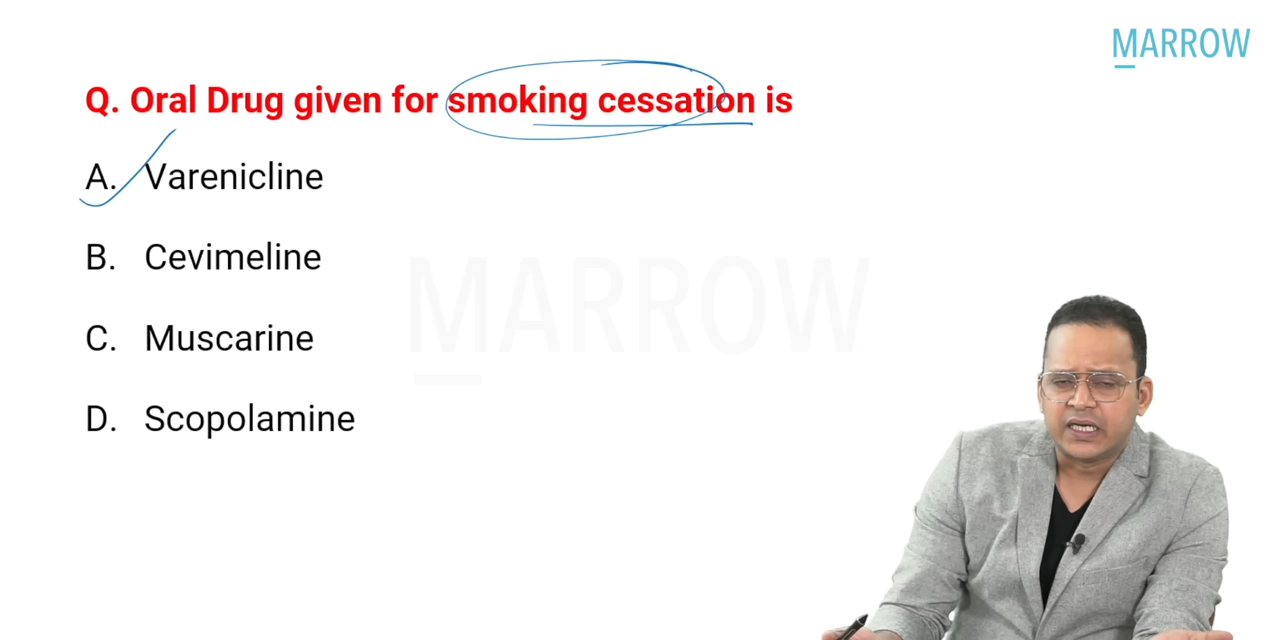 MARROW
Q. Oral Drug given for smoking cessation is
A. Varenicline
B. Cevimeline
MARROW
C. Muscarine
D. Scopolamine